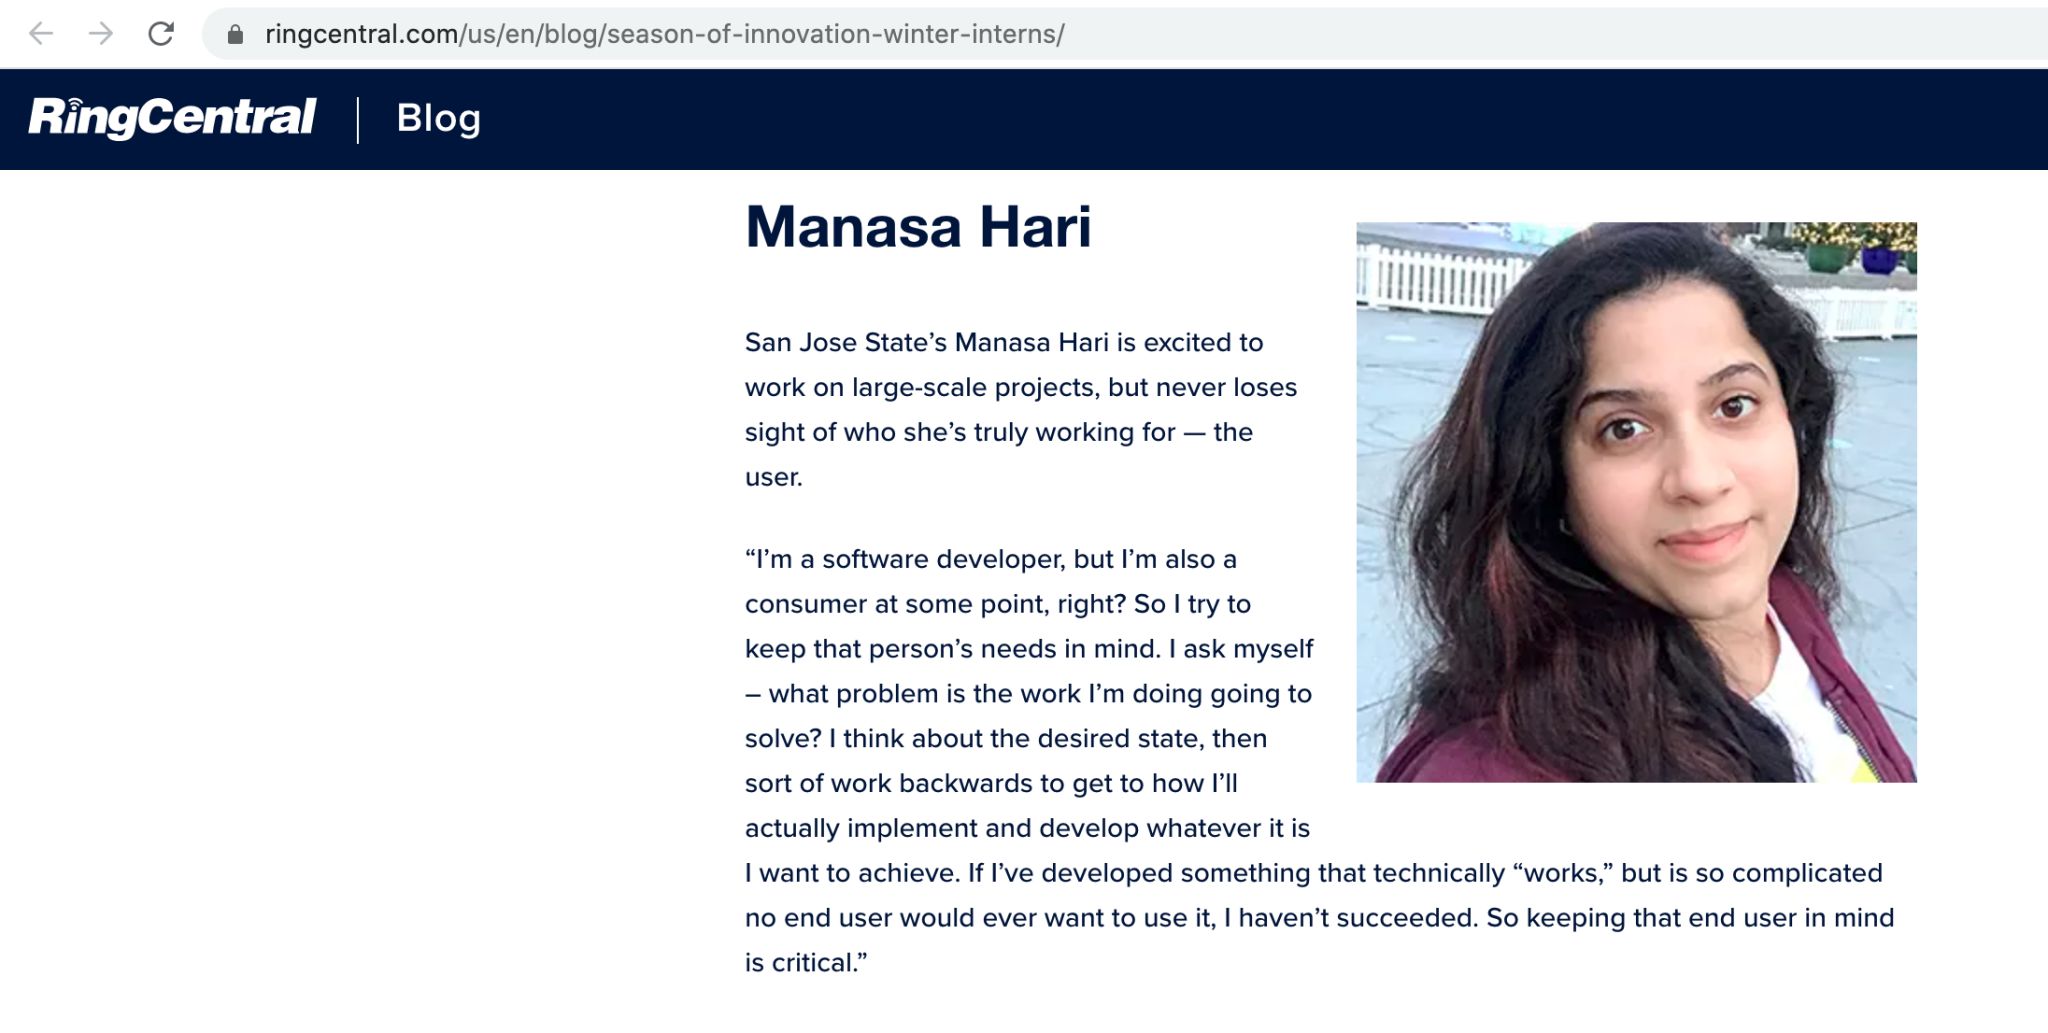 ringcentral.com/us/en/blog/season-of-innovation-winter-interns/
RingCentral | Blog
Manasa Hari
San Jose State’s Manasa Hari is excited to
work on large-scale projects, but never loses
sight of who she’s truly working for — the
user.
“I’m a software developer, but I’m also a
consumer at some point, right? So I try to
keep that person’s needs in mind. I ask myself
– what problem is the work I’m doing going to
solve? I think about the desired state, then
sort of work backwards to get to how I’ll
actually implement and develop whatever it is
I want to achieve. If I’ve developed something that technically “works,” but is so complicated
no end user would ever want to use it, I haven’t succeeded. So keeping that end user in mind
is critical.”